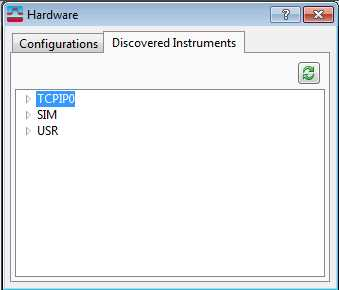 Hardware
?
Configurations
Discovered Instruments
TCPIP0
SIM
USR